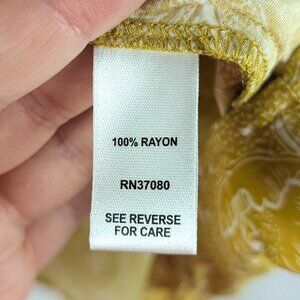 100% RAYON
RN37080
SEE REVERSE
FOR CARE